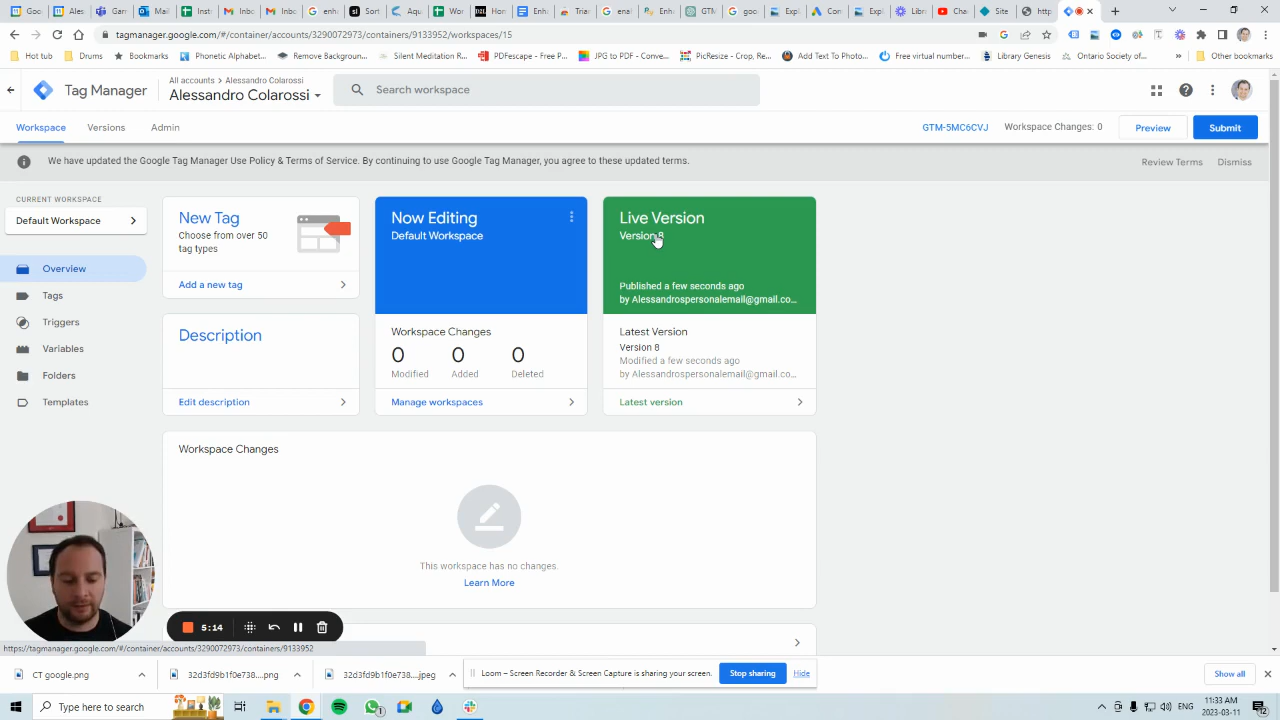 Hot tub
Drums
Bookmarks
Phonetic Alphabet...
Silent Meditation R...
PDFescape - Free P...
JPG to PDF - Conve...
PicResize - Crop, Re...
Add Text To Photo...
Free virtual number...
Library Genesis
Ontario Society of...
Other bookmarks
tagmanager.google.com/#/container/accounts/3290072973/containers/9133952/workspaces/15
Tag Manager
All accounts > Alessandro Colarossi
Alessandro Colarossi
Search workspace
Workspace
Versions
Admin
GTM-5MC6CVJ
Workspace Changes: 0
Preview
Submit
We have updated the Google Tag Manager Use Policy & Terms of Service. By continuing to use Google Tag Manager, you agree to these updated terms.
Review Terms
Dismiss
CURRENT WORKSPACE
Default Workspace
Overview
Tags
Triggers
Variables
Folders
Templates
New Tag
Choose from over 50
tag types
Add a new tag
Description
Edit description
Now Editing
Default Workspace
Workspace Changes
0 0 0
Modified Added Deleted
Manage workspaces
Live Version
Version 8
Published a few seconds ago
by Alessandrospersonalemail@gmail.co...
Latest Version
Version 8
Modified a few seconds ago
by Alessandrospersonalemail@gmail.co...
Latest version
Workspace Changes
This workspace has no changes.
Learn More
5:14
https://tagmanager.google.com/#/container/accounts/3290072973/containers/9133952
32d3fd9b1f0e738....png
32d3fd9b1f0e738....jpeg
Loom – Screen Recorder & Screen Capture is sharing your screen.
Stop sharing
Hide
Show all
Type here to search
11:33 AM
2023-03-11